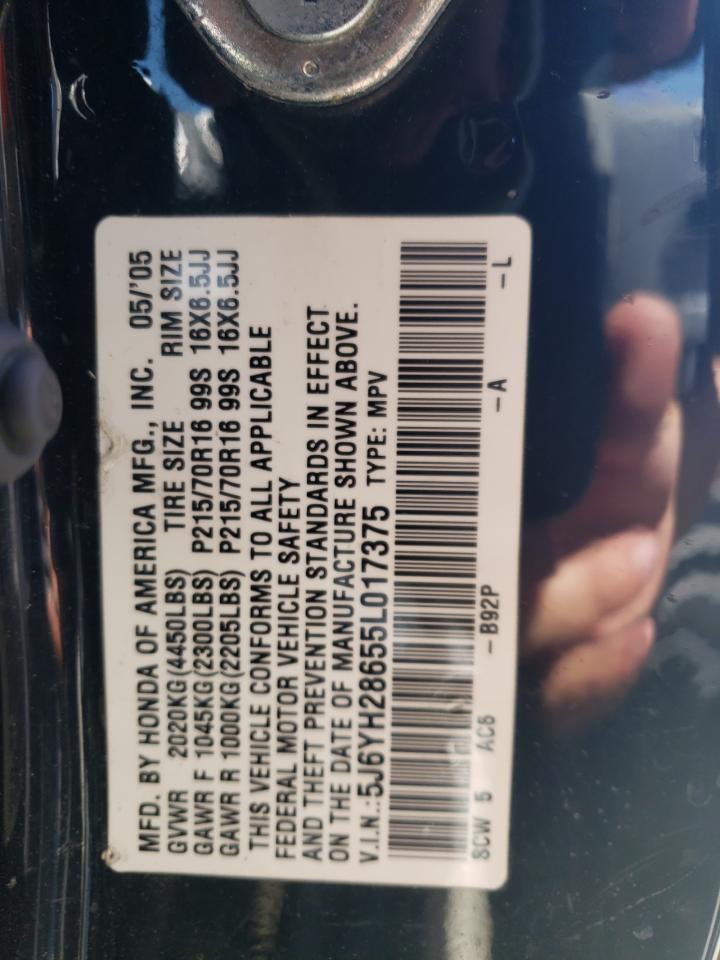 MFD. BY HONDA OF AMERICA MFG., INC. 05/'05
GVWR 2020KG(4450LBS) TIRE SIZE RIM SIZE
GAWR F 1045KG(2300LBS) P215/70R16 99S 16X6.5JJ
GAWR R 1000KG(2205LBS) P215/70R16 99S 16X6.5JJ
THIS VEHICLE CONFORMS TO ALL APPLICABLE
FEDERAL MOTOR VEHICLE SAFETY
AND THEFT PREVENTION STANDARDS IN EFFECT
ON THE DATE OF MANUFACTURE SHOWN ABOVE.
V.I.N.:5J6YH28655L017375 TYPE: MPV
SCW 5 AC6 -B92P -A -L